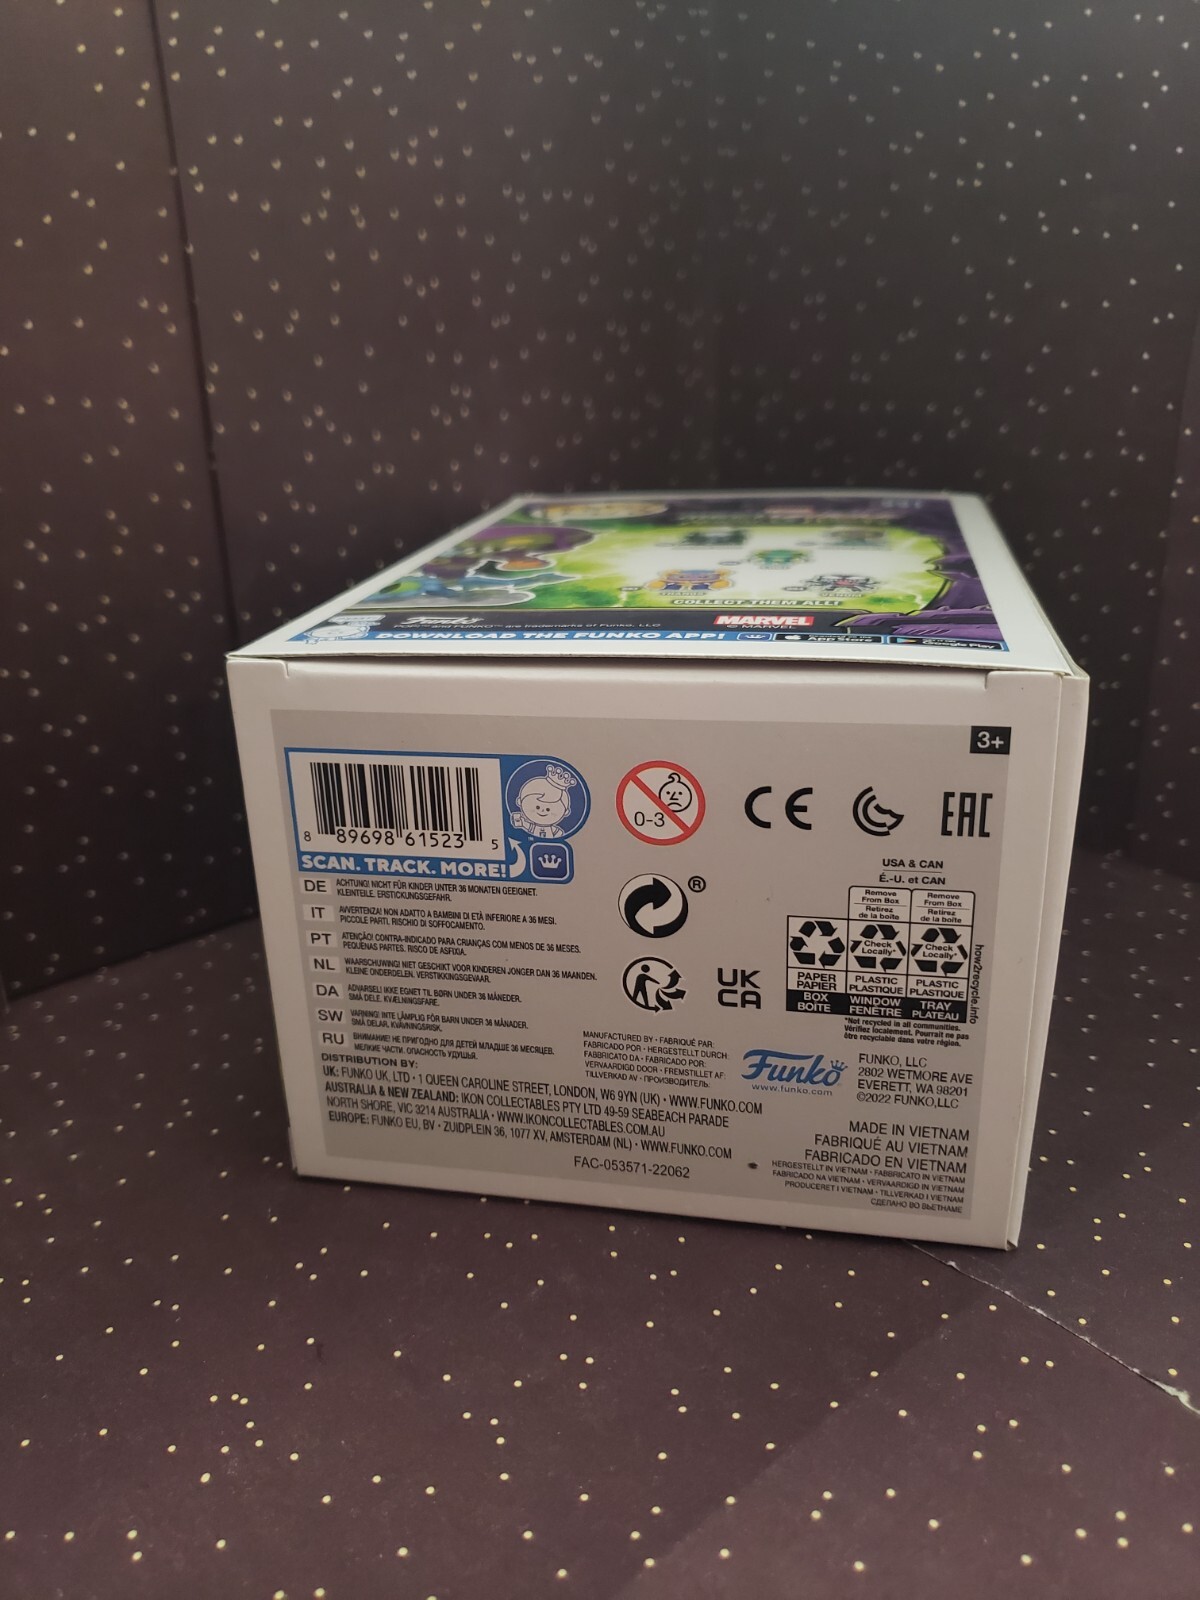 COLLECT THEM ALL!
Funko
MARVEL
© MARVEL
DOWNLOAD THE FUNKO APP!
App Store
Google Play
3+
8 89698 61523 5
SCAN. TRACK. MORE!
0-3
CE
EAC
®
UK
CA
USA & CAN
É.-U. et CAN
Remove
From Box
Retirez
de la boîte
Remove
From Box
Retirez
de la boîte
Check
Locally*
Check
Locally*
PAPER
PAPIER
BOX
BOITE
PLASTIC
PLASTIQUE
WINDOW
FENÊTRE
PLASTIC
PLASTIQUE
TRAY
PLATEAU
how2recycle.info
*Not recycled in all communities.
Vérifiez localement. Pourrait ne pas
être recyclable dans votre région.
DE ACHTUNG! NICHT FÜR KINDER UNTER 36 MONATEN GEEIGNET.
KLEINTEILE. ERSTICKUNGSGEFAHR.
IT AVVERTENZA! NON ADATTO A BAMBINI DI ETÀ INFERIORE A 36 MESI.
PICCOLE PARTI. RISCHIO DI SOFFOCAMENTO.
PT ATENÇÃO! CONTRA-INDICADO PARA CRIANÇAS COM MENOS DE 36 MESES.
PEQUENAS PARTES. RISCO DE ASFIXIA.
NL WAARSCHUWING! NIET GESCHIKT VOOR KINDEREN JONGER DAN 36 MAANDEN.
KLEINE ONDERDELEN. VERSTIKKINGSGEVAAR.
DA ADVARSEL! IKKE EGNET TIL BØRN UNDER 36 MÅNEDER.
SMÅ DELE. KVÆLNINGSFARE.
SW VARNING! INTE LÄMPLIG FÖR BARN UNDER 36 MÅNADER.
SMÅ DELAR. KVÄVNINGSRISK.
RU ВНИМАНИЕ! НЕ ПРИГОДНО ДЛЯ ДЕТЕЙ МЛАДШЕ 36 МЕСЯЦЕВ.
МЕЛКИЕ ЧАСТИ. ОПАСНОСТЬ УДУШЬЯ.
DISTRIBUTION BY:
UK: FUNKO UK, LTD • 1 QUEEN CAROLINE STREET, LONDON, W6 9YN (UK) • WWW.FUNKO.COM
AUSTRALIA & NEW ZEALAND: IKON COLLECTABLES PTY LTD 49-59 SEABEACH PARADE
NORTH SHORE, VIC 3214 AUSTRALIA • WWW.IKONCOLLECTABLES.COM.AU
EUROPE: FUNKO EU, BV • ZUIDPLEIN 36, 1077 XV, AMSTERDAM (NL) • WWW.FUNKO.COM
FAC-053571-22062
MANUFACTURED BY • FABRIQUÉ PAR:
FABRICADO POR • HERGESTELLT DURCH:
FABBRICATO DA • FABRICADO POR:
VERVAARDIGD DOOR • FREMSTILLET AF:
TILLVERKAD AV • ПРОИЗВОДИТЕЛЬ:
Funko
www.funko.com
FUNKO, LLC
2802 WETMORE AVE
EVERETT, WA 98201
©2022 FUNKO,LLC
MADE IN VIETNAM
FABRIQUÉ AU VIETNAM
FABRICADO EN VIETNAM
HERGESTELLT IN VIETNAM • FABBRICATO IN VIETNAM
FABRICADO NA VIETNAM • VERVAARDIGD IN VIETNAM
PRODUCERET I VIETNAM • TILLVERKAD I VIETNAM
СДЕЛАНО ВО ВЬЕТНАМЕ